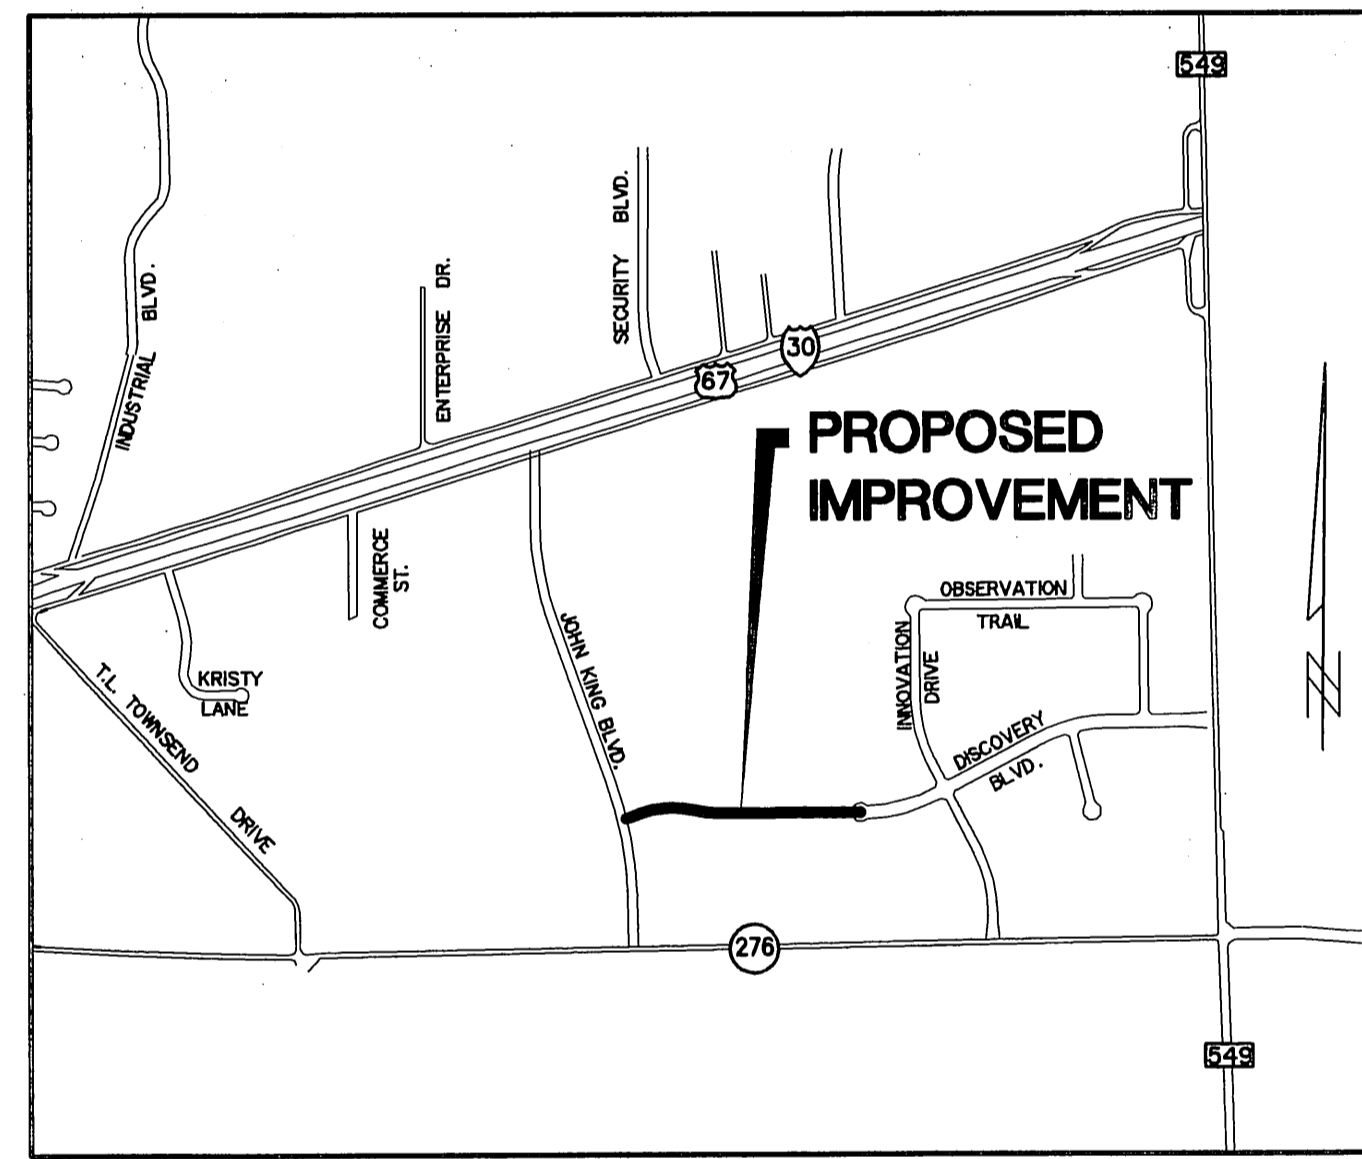 549
SECURITY BLVD.
INDUSTRIAL BLVD.
ENTERPRISE DR.
30
67
PROPOSED
IMPROVEMENT
COMMERCE
ST.
OBSERVATION
TRAIL
INNOVATION
DRIVE
JOHN KING BLVD.
KRISTY
LANE
T.L. TOWNSEND
DRIVE
DISCOVERY
BLVD.
N
276
549